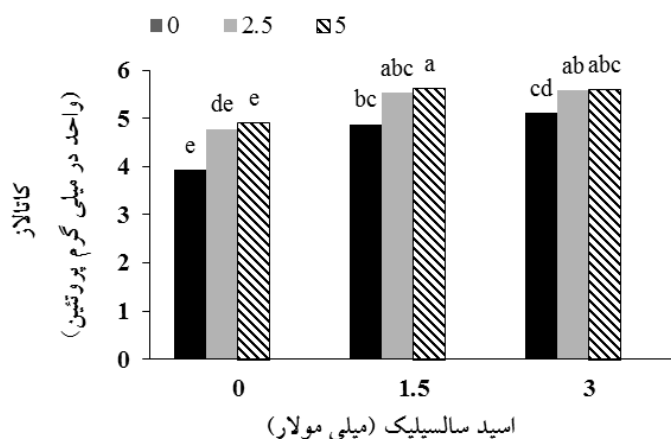 0 2.5 5
6
5
4
3
2
1
0
e de e
bc abc a
cd ab abc
0 1.5 3
کاتالاز
(واحد در میلی گرم پروتئین)
اسید سالسیلیک (میلی مولار)